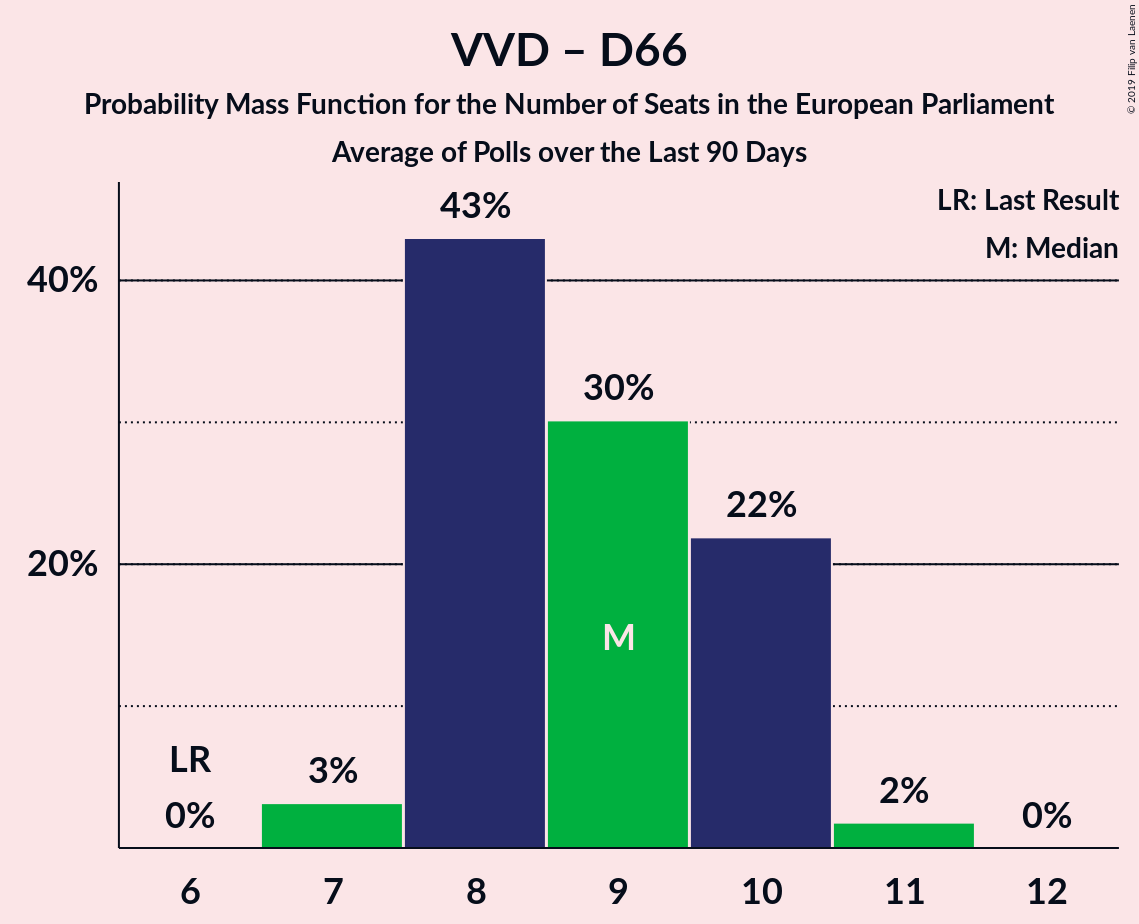 VVD – D66
Probability Mass Function for the Number of Seats in the European Parliament
Average of Polls over the Last 90 Days
© 2019 Filip van Laenen
LR: Last Result
M: Median
43%
40%
30%
22%
20%
M
LR
0%
3%
2%
0%
6 7 8 9 10 11 12